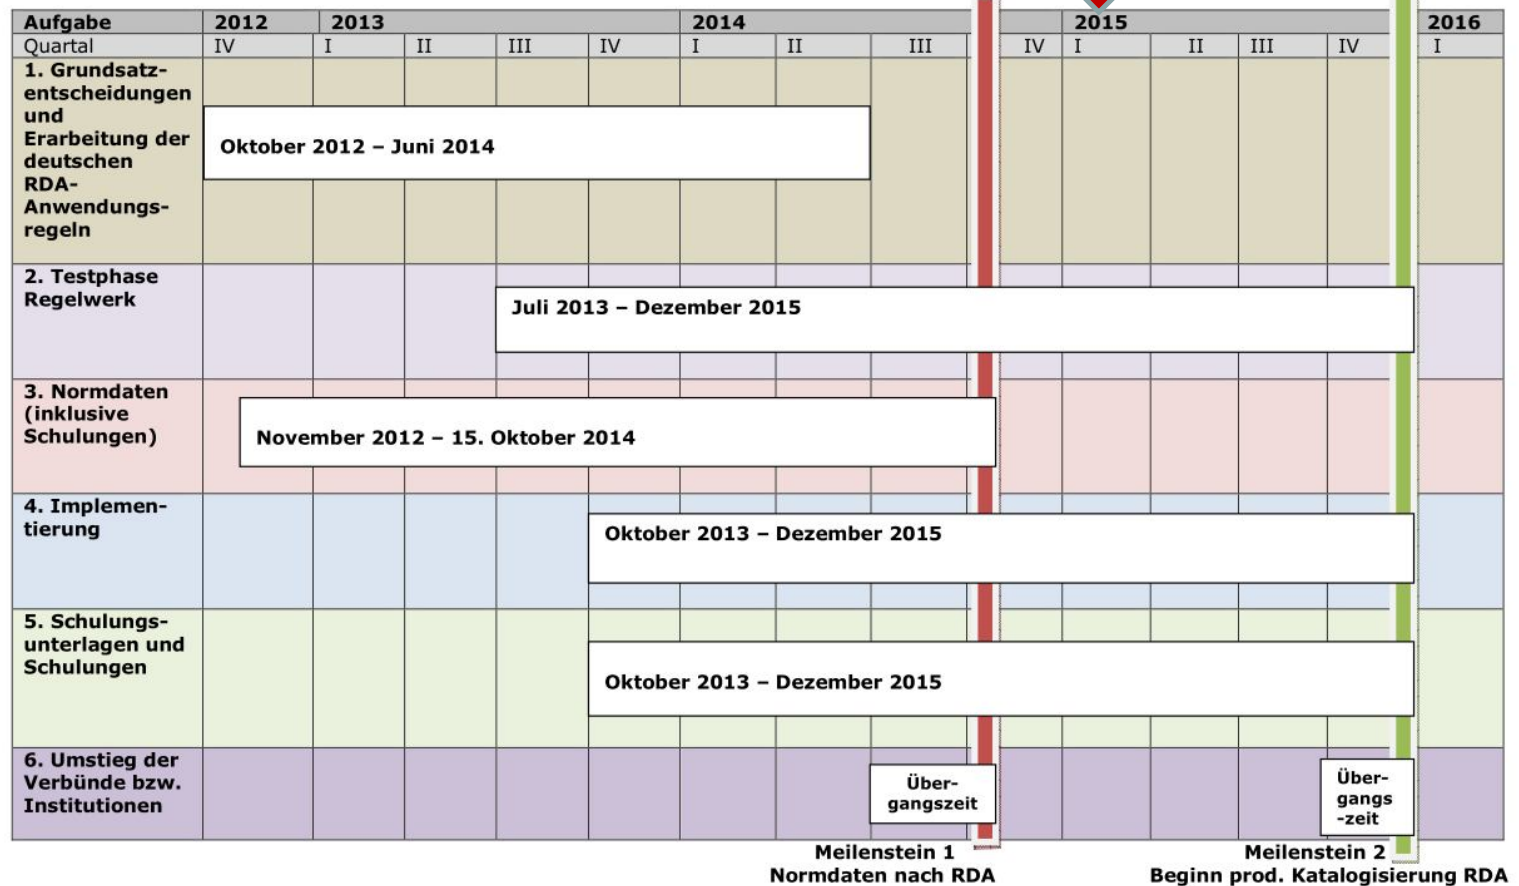 Aufgabe 2012 2013 2014 2015 2016
Quartal IV I II III IV I II III IV I II III IV I
1. Grundsatz-
entscheidungen
und
Erarbeitung der
deutschen
RDA-
Anwendungs-
regeln
Oktober 2012 – Juni 2014
2. Testphase
Regelwerk
Juli 2013 – Dezember 2015
3. Normdaten
(inklusive
Schulungen)
November 2012 – 15. Oktober 2014
4. Implemen-
tierung
Oktober 2013 – Dezember 2015
5. Schulungs-
unterlagen und
Schulungen
Oktober 2013 – Dezember 2015
6. Umstieg der
Verbünde bzw.
Institutionen
Über-
gangszeit
Über-
gangs
-zeit
Meilenstein 1
Normdaten nach RDA
Meilenstein 2
Beginn prod. Katalogisierung RDA